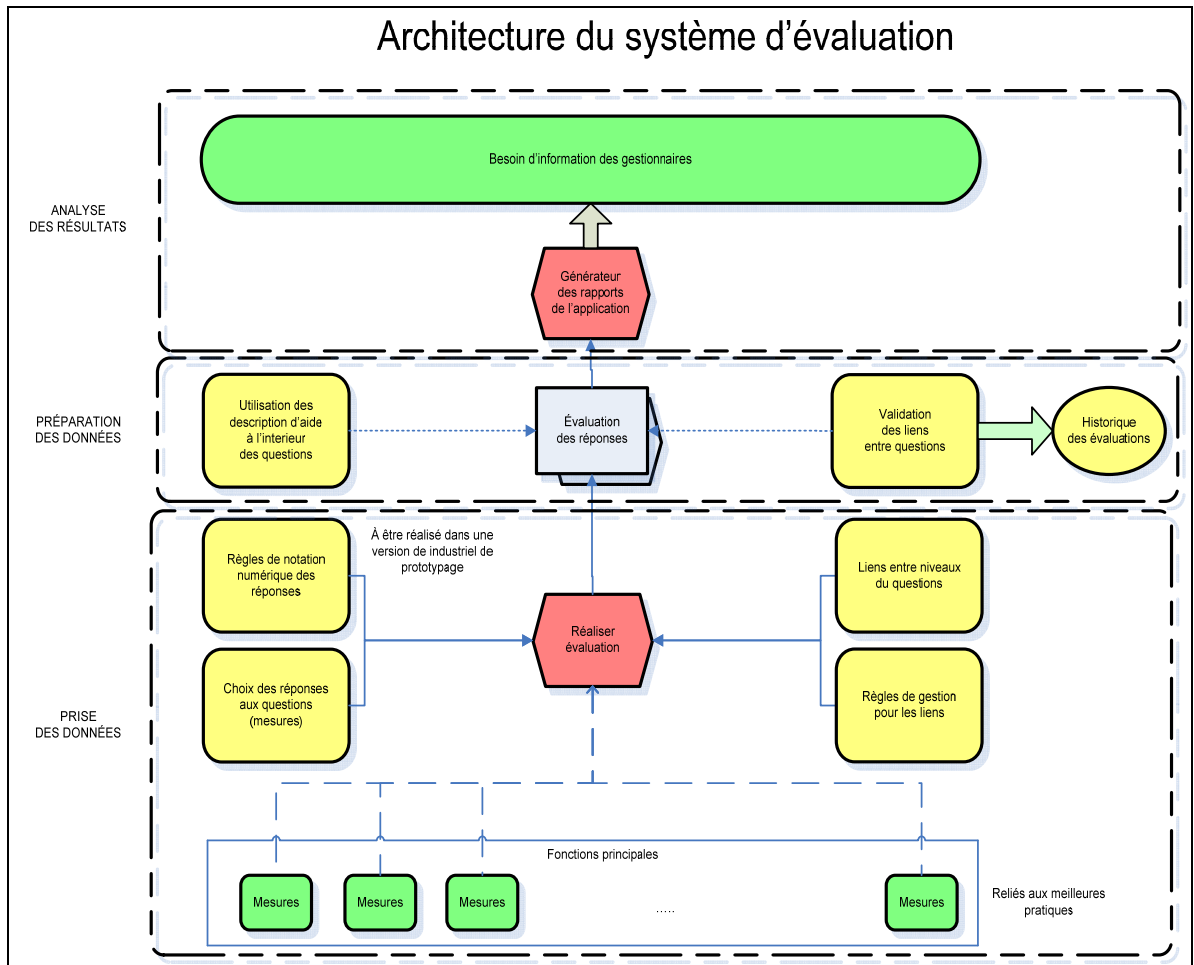 Architecture du système d'évaluation
Besoin d'information des gestionnaires
ANALYSE
DES RÉSULTATS
Générateur
des rapports
de l'application
PRÉPARATION
DES DONNÉES
Utilisation des
description d'aide
à l'interieur
des questions
Évaluation
des réponses
Validation
des liens
entre questions
Historique
des évaluations
À être réalisé dans une
version de industriel de
prototypage
Règles de notation
numérique des
réponses
Liens entre niveaux
du questions
Réaliser
évaluation
Choix des réponses
aux questions
(mesures)
Règles de gestion
pour les liens
PRISE
DES DONNÉES
Fonctions principales
Mesures
Mesures
Mesures
.....
Mesures
Reliés aux meilleures
pratiques